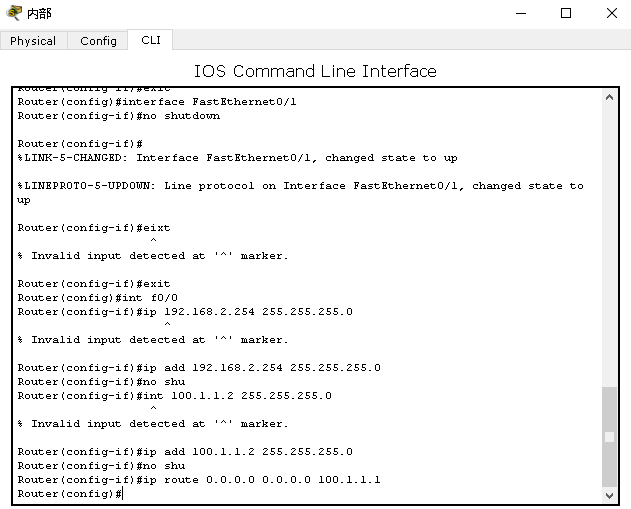 内部
Physical Config CLI
IOS Command Line Interface
Router(config-if)#exit
Router(config)#interface FastEthernet0/1
Router(config-if)#no shutdown
Router(config-if)#
%LINK-5-CHANGED: Interface FastEthernet0/1, changed state to up
%LINEPROTO-5-UPDOWN: Line protocol on Interface FastEthernet0/1, changed state to
up
Router(config-if)#eixt
^
% Invalid input detected at '^' marker.
Router(config-if)#exit
Router(config)#int f0/0
Router(config-if)#ip 192.168.2.254 255.255.255.0
^
% Invalid input detected at '^' marker.
Router(config-if)#ip add 192.168.2.254 255.255.255.0
Router(config-if)#no shu
Router(config-if)#int 100.1.1.2 255.255.255.0
^
% Invalid input detected at '^' marker.
Router(config-if)#ip add 100.1.1.2 255.255.255.0
Router(config-if)#no shu
Router(config-if)#ip route 0.0.0.0 0.0.0.0 100.1.1.1
Router(config)#